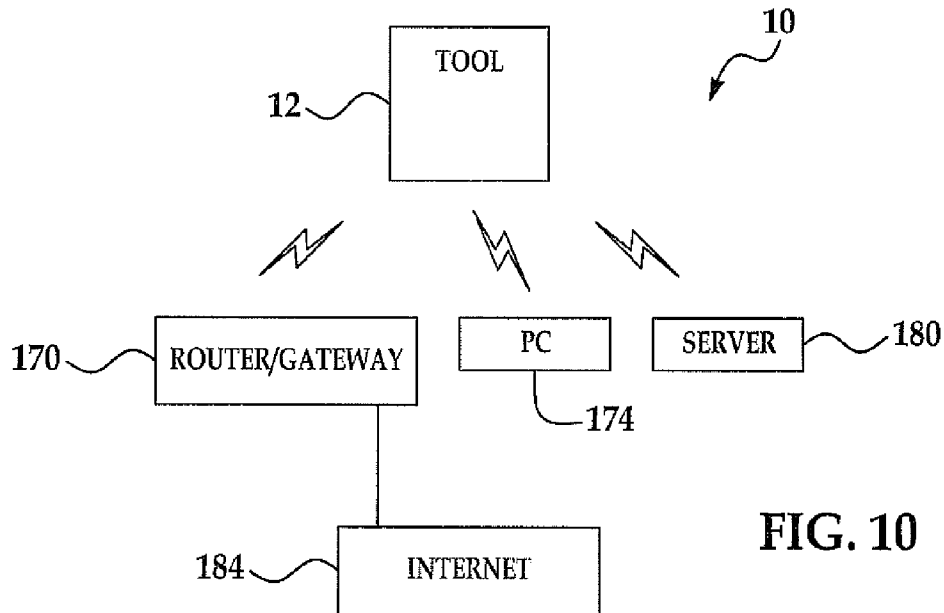 10
TOOL
12
170
ROUTER/GATEWAY
PC
SERVER
180
174
FIG. 10
184
INTERNET